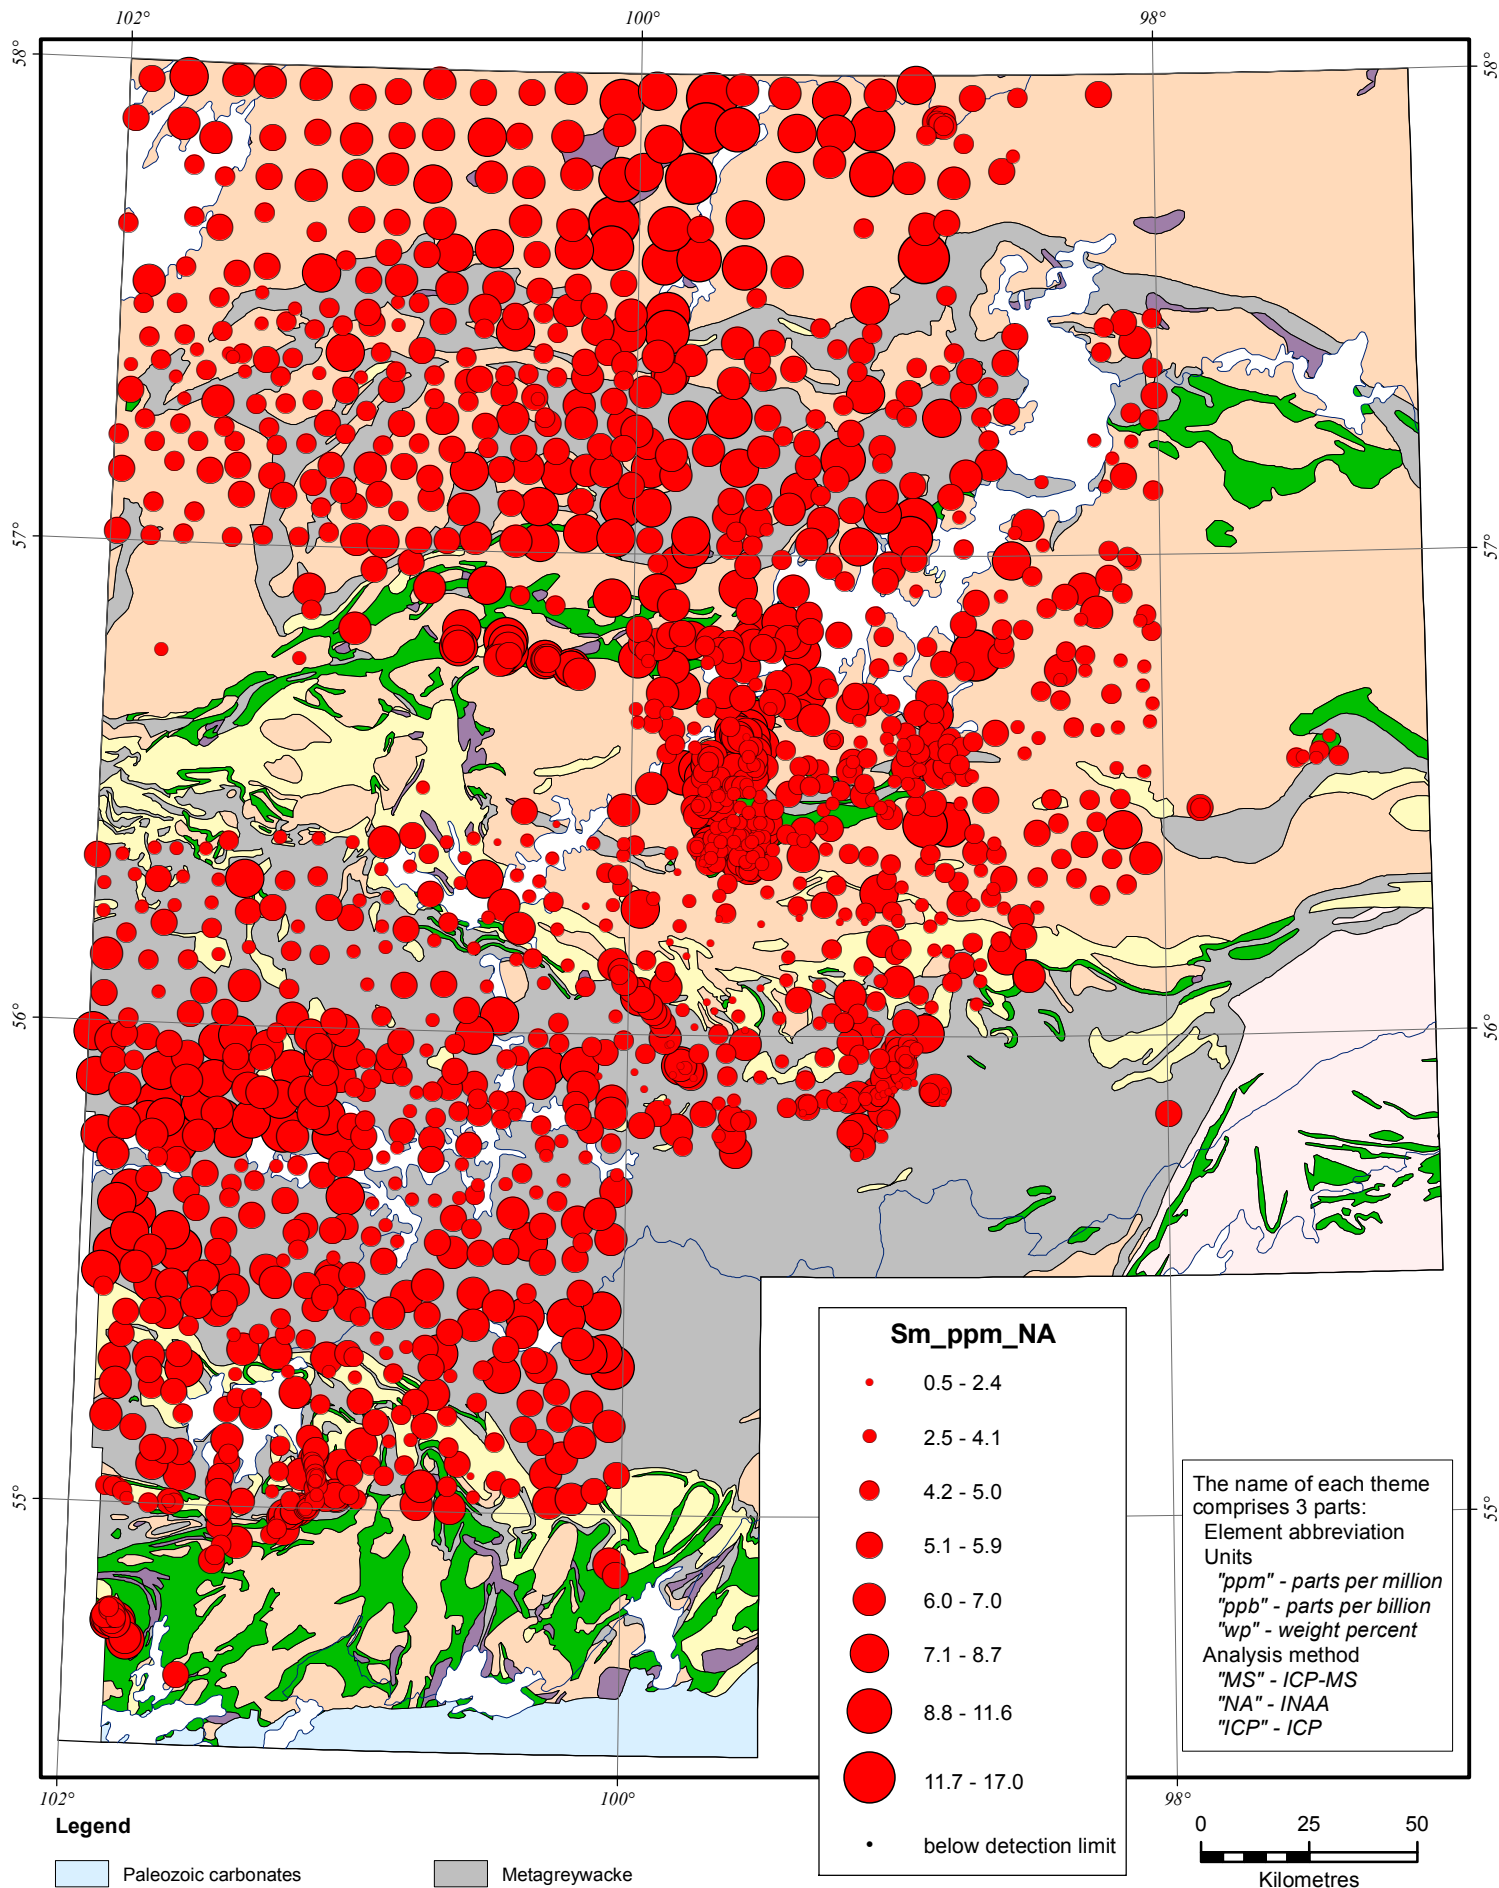 102° 100° 98°
58° 58°
57° 57°
56° 56°
55° 55°
Sm_ppm_NA
0.5 - 2.4
2.5 - 4.1
4.2 - 5.0
5.1 - 5.9
6.0 - 7.0
7.1 - 8.7
8.8 - 11.6
11.7 - 17.0
below detection limit
The name of each theme
comprises 3 parts:
Element abbreviation
Units
"ppm" - parts per million
"ppb" - parts per billion
"wp" - weight percent
Analysis method
"MS" - ICP-MS
"NA" - INAA
"ICP" - ICP
102° 100° 98°
Legend
Paleozoic carbonates
Metagreywacke
0 25 50
Kilometres